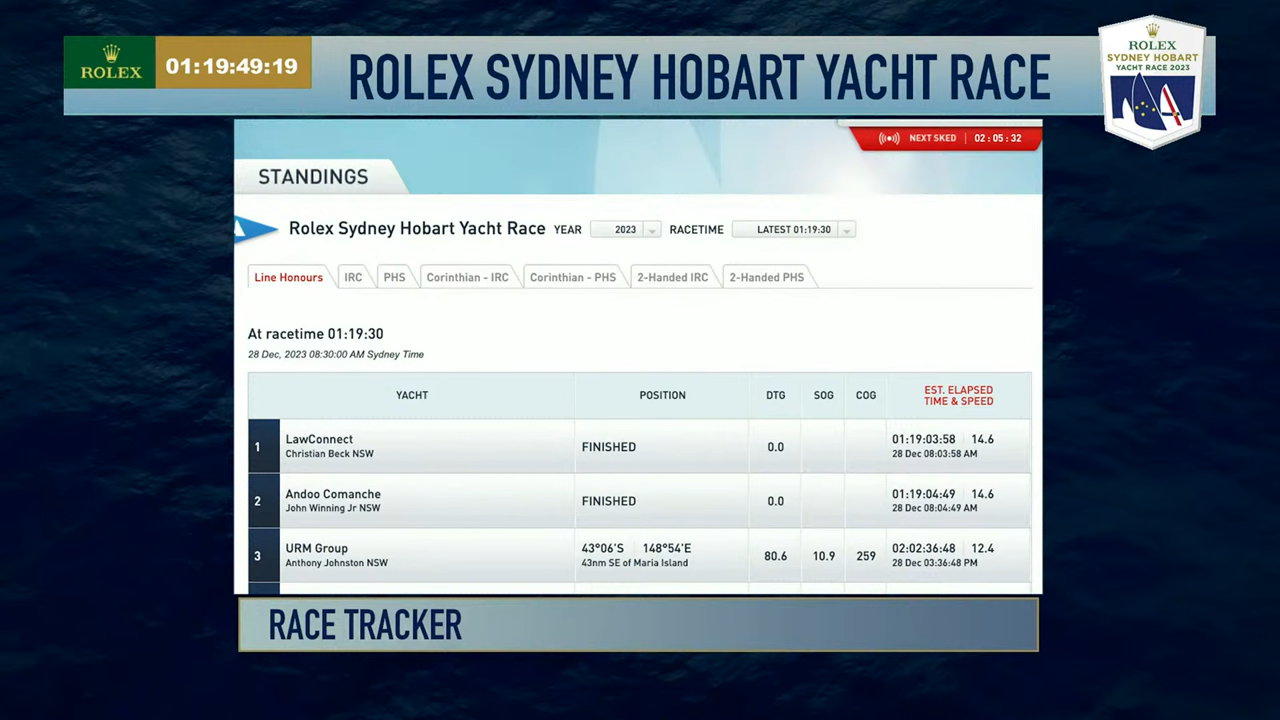 ROLEX
01:19:49:19
ROLEX SYDNEY HOBART YACHT RACE
ROLEX
SYDNEY HOBART
YACHT RACE 2023
NEXT SKED 02 : 05 : 32
STANDINGS
Rolex Sydney Hobart Yacht Race YEAR 2023 RACETIME LATEST 01:19:30
Line Honours IRC PHS Corinthian - IRC Corinthian - PHS 2-Handed IRC 2-Handed PHS
At racetime 01:19:30
28 Dec, 2023 08:30:00 AM Sydney Time
YACHT POSITION DTG SOG COG EST. ELAPSED
TIME & SPEED
1 LawConnect FINISHED 0.0 01:19:03:58 14.6
Christian Beck NSW 28 Dec 08:03:58 AM
2 Andoo Comanche FINISHED 0.0 01:19:04:49 14.6
John Winning Jr NSW 28 Dec 08:04:49 AM
3 URM Group 43°06'S 148°54'E 80.6 10.9 259 02:02:36:48 12.4
Anthony Johnston NSW 43nm SE of Maria Island 28 Dec 03:36:48 PM
RACE TRACKER